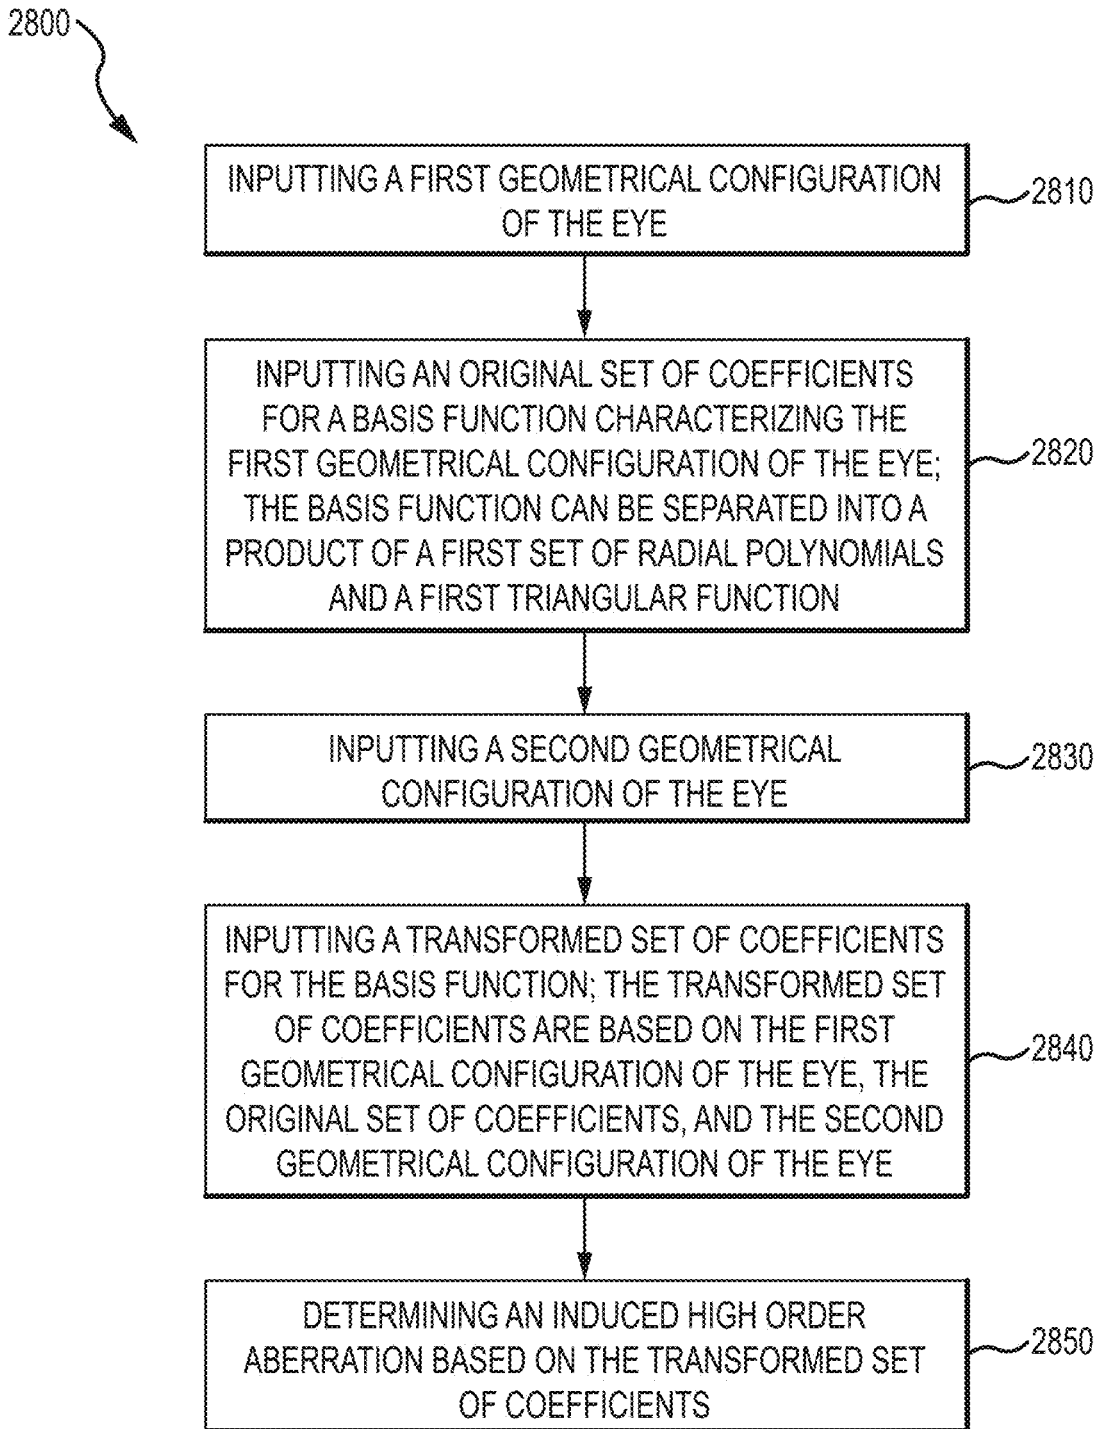 2800
INPUTTING A FIRST GEOMETRICAL CONFIGURATION
OF THE EYE
2810
INPUTTING AN ORIGINAL SET OF COEFFICIENTS
FOR A BASIS FUNCTION CHARACTERIZING THE
FIRST GEOMETRICAL CONFIGURATION OF THE EYE;
THE BASIS FUNCTION CAN BE SEPARATED INTO A
PRODUCT OF A FIRST SET OF RADIAL POLYNOMIALS
AND A FIRST TRIANGULAR FUNCTION
2820
INPUTTING A SECOND GEOMETRICAL
CONFIGURATION OF THE EYE
2830
INPUTTING A TRANSFORMED SET OF COEFFICIENTS
FOR THE BASIS FUNCTION; THE TRANSFORMED SET
OF COEFFICIENTS ARE BASED ON THE FIRST
GEOMETRICAL CONFIGURATION OF THE EYE, THE
ORIGINAL SET OF COEFFICIENTS, AND THE SECOND
GEOMETRICAL CONFIGURATION OF THE EYE
2840
DETERMINING AN INDUCED HIGH ORDER
ABERRATION BASED ON THE TRANSFORMED SET
OF COEFFICIENTS
2850